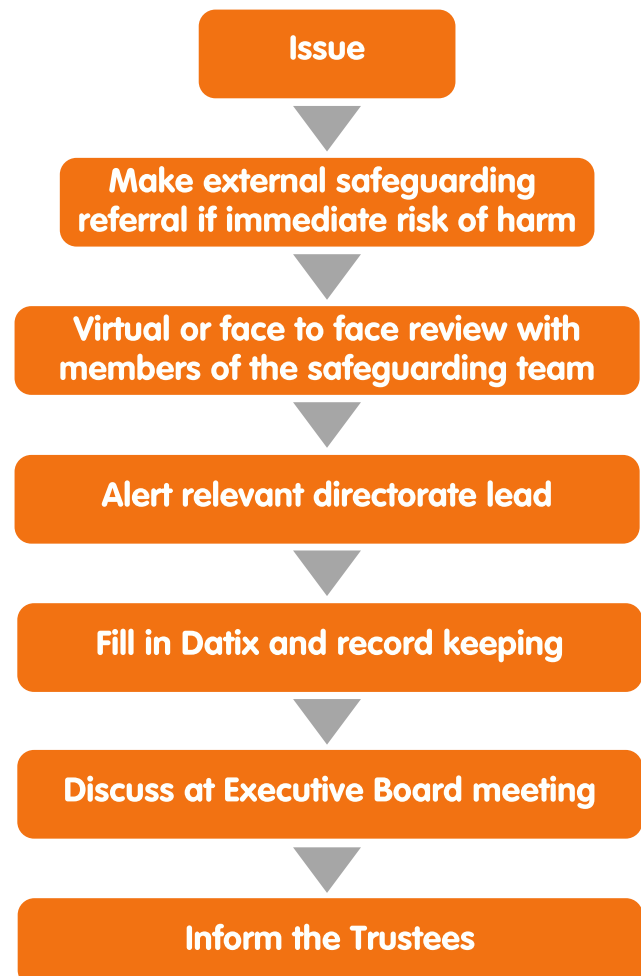 Issue
Make external safeguarding
referral if immediate risk of harm
Virtual or face to face review with
members of the safeguarding team
Alert relevant directorate lead
Fill in Datix and record keeping
Discuss at Executive Board meeting
Inform the Trustees